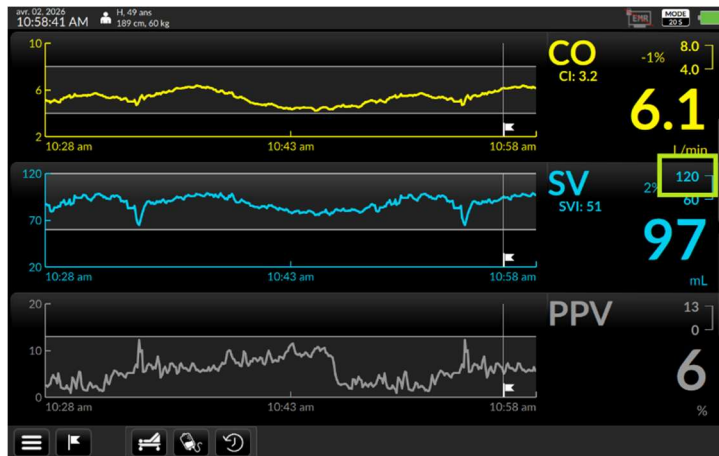 avr. 02, 2026
10:58:41 AM
H, 49 ans
189 cm, 60 kg
EMR
MODE
20 S
10
6
2
10:28 am
10:43 am
10:58 am
CO
CI: 3.2
-1%
8.0
4.0
6.1
L/min
120
70
20
10:28 am
10:43 am
10:58 am
SV
SVI: 51
2%
120
60
97
mL
20
10
0
10:28 am
10:43 am
10:58 am
PPV
13
0
6
%